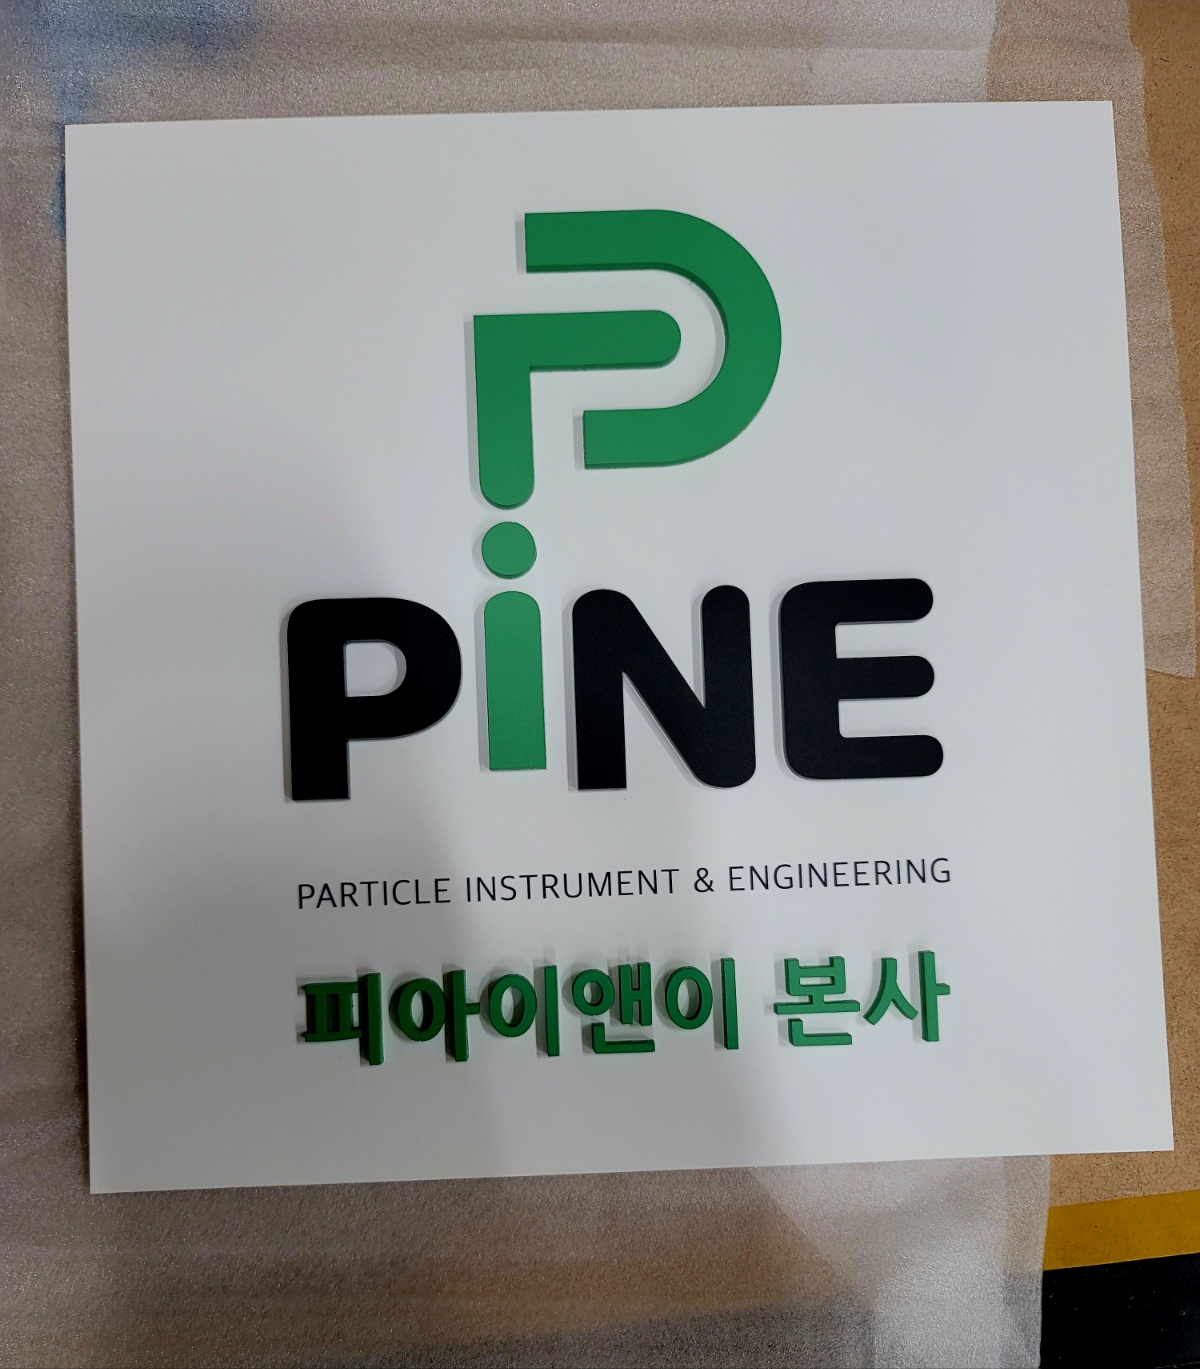 PiNE
PARTICLE INSTRUMENT & ENGINEERING
피아이앤이 본사